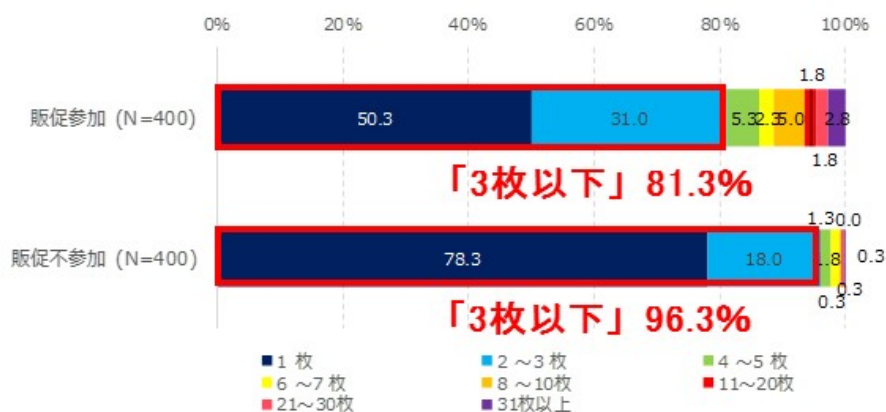 0% 20% 40% 60% 80% 100%
1.8
販促参加 (N=400) 50.3 31.0 5.3 2.3 5.0 2.8
1.8
「3枚以下」81.3%
1.3 0.0
販促不参加 (N=400) 78.3 18.0 1.8 0.3
0.3
0.3
「3枚以下」96.3%
1 枚 2 ～3 枚 4 ～5 枚
6 ～7 枚 8 ～10枚 11～20枚
21～30枚 31枚以上